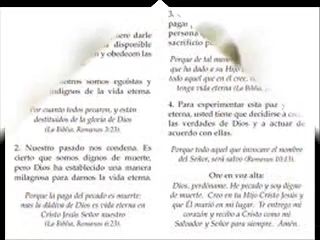 ere darle
disponible
y obedecen las
otros somos egoístas y
indignos de la vida eterna.
Por cuanto todos pecaron, y están
destituidos de la gloria de Dios
(La Biblia, Romanos 3:23).
2. Nuestro pasado nos condena. Es
cierto que somos dignos de muerte,
pero Dios ha establecido una manera
milagrosa para darnos la vida eterna.
Porque la paga del pecado es muerte;
mas la dádiva de Dios es vida eterna en
Cristo Jesús Señor nuestro
(La Biblia, Romanos 6:23).
3.
pagar
persona
sacrificio
Porque de tal
que ha dado a su Hijo
todo aquel que en él cree,
tenga vida eterna (La Biblia,
4. Para experimentar esta paz y
eterna, usted tiene que decidirse a
las verdades de Dios y a actuar de
acuerdo con ellas.
Porque todo aquel que invocare el nombre
del Señor, será salvo (Romanos 10:13).
Ore en voz alta:
Dios, perdóname. He pecado y soy digno
de muerte. Creo en tu Hijo Cristo Jesús y
que Él murió en mi lugar. Te entrego mi
corazón y recibo a Cristo como mi
Salvador y Señor para siempre. Amén.